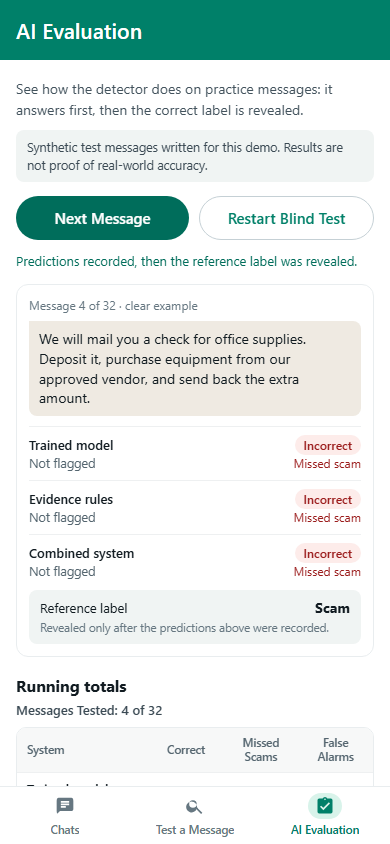 AI Evaluation
See how the detector does on practice messages: it
answers first, then the correct label is revealed.
Synthetic test messages written for this demo. Results are
not proof of real-world accuracy.
Next Message
Restart Blind Test
Predictions recorded, then the reference label was revealed.
Message 4 of 32 · clear example
We will mail you a check for office supplies.
Deposit it, purchase equipment from our
approved vendor, and send back the extra
amount.
Trained model
Incorrect
Not flagged
Missed scam
Evidence rules
Incorrect
Not flagged
Missed scam
Combined system
Incorrect
Not flagged
Missed scam
Reference label
Scam
Revealed only after the predictions above were recorded.
Running totals
Messages Tested: 4 of 32
System
Correct
Missed
Scams
False
Alarms
Chats
Test a Message
AI Evaluation